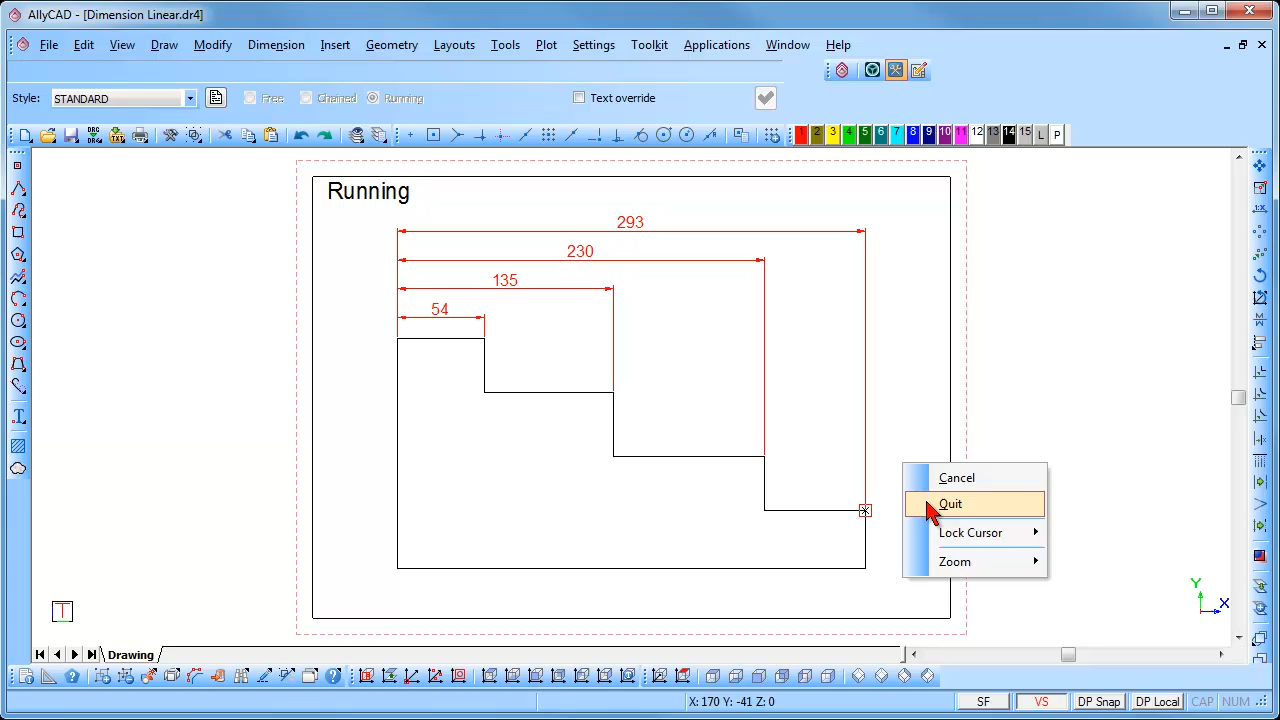 AllyCAD - [Dimension Linear.dr4]
File Edit View Draw Modify Dimension Insert Geometry Layouts Tools Plot Settings Toolkit Applications Window Help
Style: STANDARD Free Chained Running Text override
1 2 3 4 5 6 7 8 9 10 11 12 13 14 15 L P
Running
293
230
135
54
Cancel
Quit
Lock Cursor
Zoom
Y
X
Drawing
X: 170 Y: -41 Z: 0 SF VS DP Snap DP Local CAP NUM